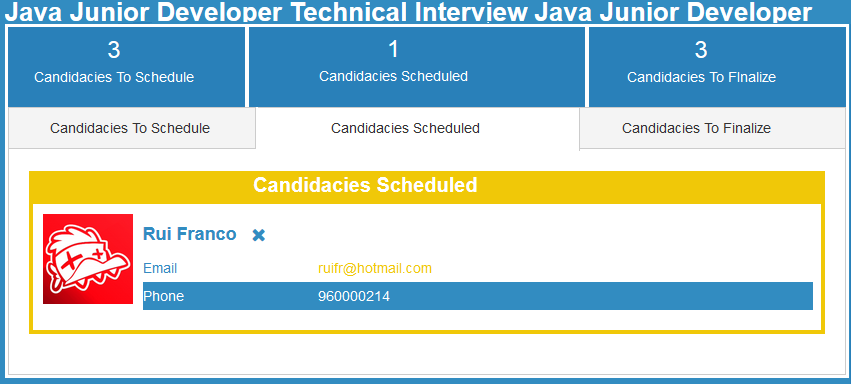 Java Junior Developer Technical Interview Java Junior Developer
3 1 3
Candidacies To Schedule Candidacies Scheduled Candidacies To FInalize
Candidacies To Schedule Candidacies Scheduled Candidacies To Finalize
Candidacies Scheduled
Rui Franco
Email ruifr@hotmail.com
Phone 960000214